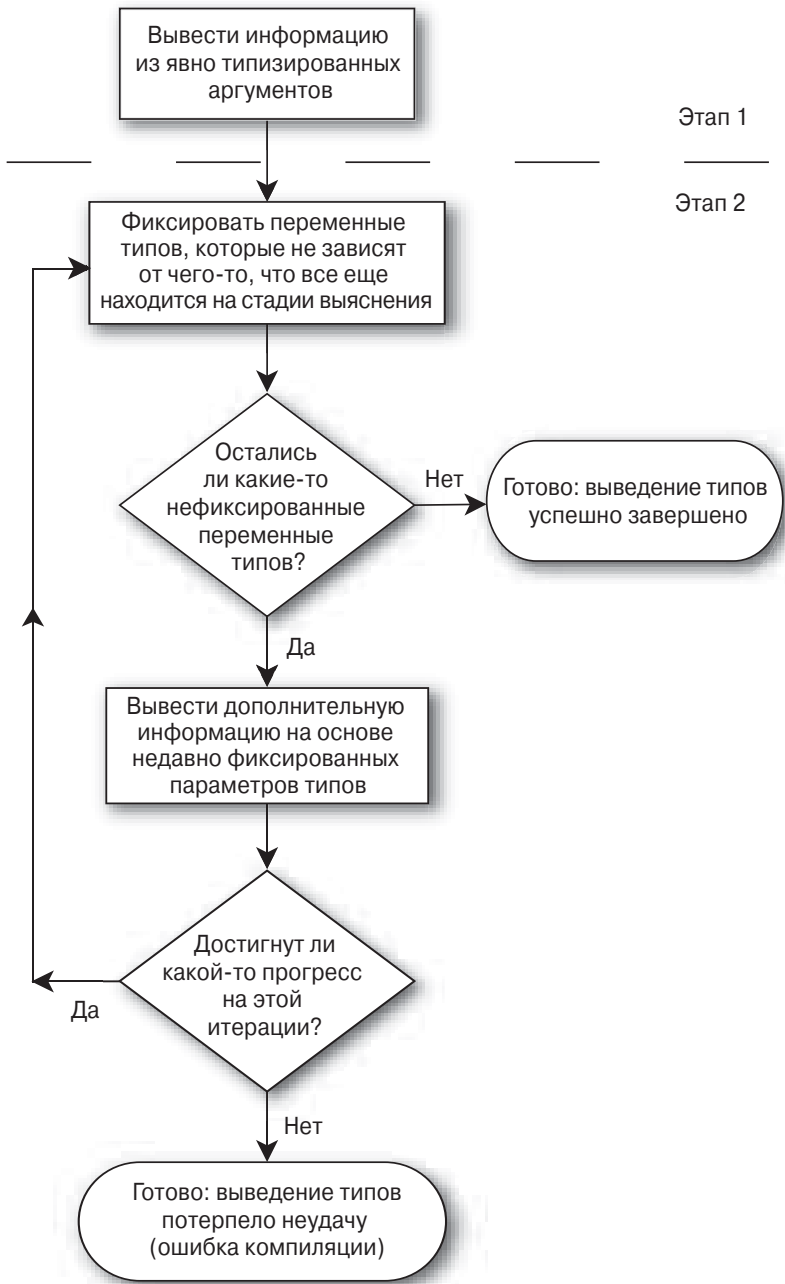 Вывести информацию
из явно типизированных
аргументов
Этап 1
Этап 2
Фиксировать переменные
типов, которые не зависят
от чего-то, что все еще
находится на стадии выяснения
Остались
ли какие-то
нефиксированные
переменные
типов?
Нет
Готово: выведение типов
успешно завершено
Да
Вывести дополнительную
информацию на основе
недавно фиксированных
параметров типов
Достигнут ли
какой-то прогресс
на этой
итерации?
Да
Нет
Готово: выведение типов
потерпело неудачу
(ошибка компиляции)